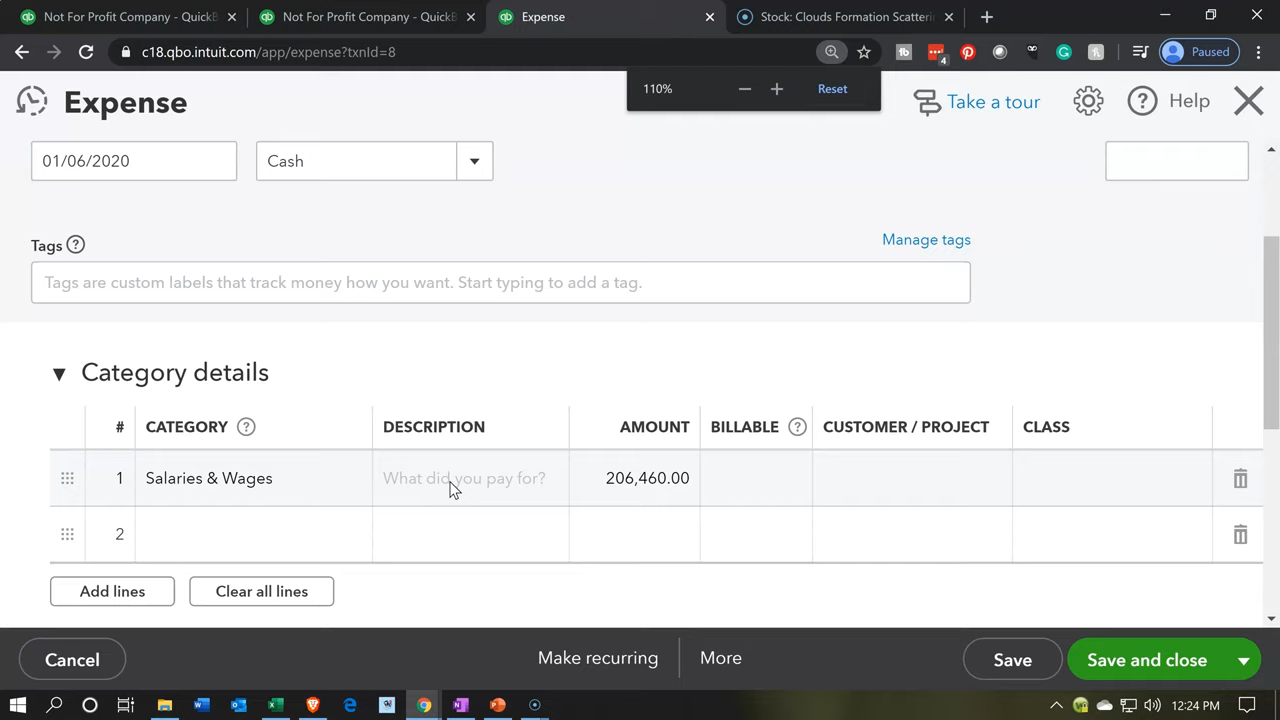 Not For Profit Company - QuickB
Not For Profit Company - QuickB
Expense
Stock: Clouds Formation Scatteri
c18.qbo.intuit.com/app/expense?txnId=8
4
Paused
110%
Reset
Expense
Take a tour
Help
01/06/2020
Cash
Tags
Manage tags
Tags are custom labels that track money how you want. Start typing to add a tag.
Category details
# CATEGORY DESCRIPTION AMOUNT BILLABLE CUSTOMER / PROJECT CLASS
1 Salaries & Wages What did you pay for? 206,460.00
2
Add lines
Clear all lines
Cancel
Make recurring
More
Save
Save and close
12:24 PM